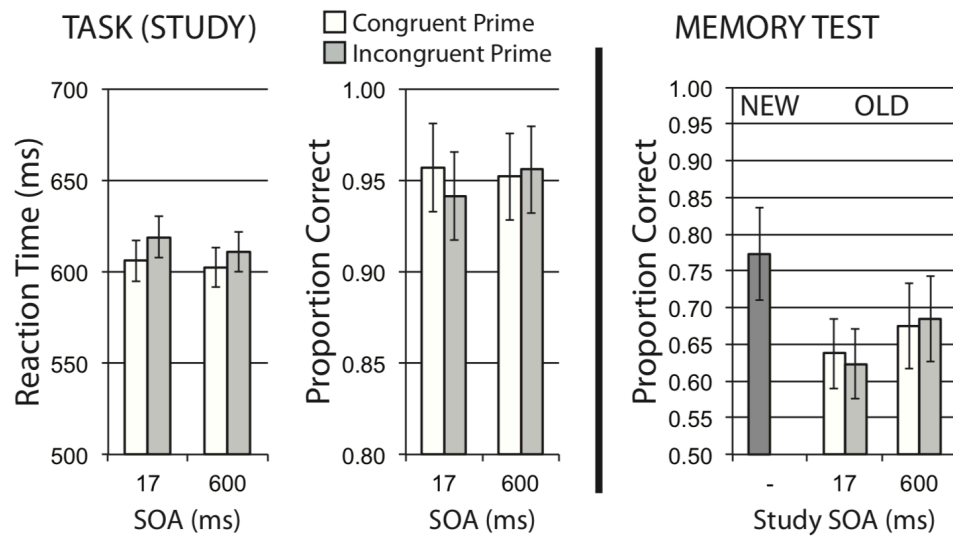 TASK (STUDY)
Congruent Prime
Incongruent Prime
MEMORY TEST
Reaction Time (ms)
700
650
600
550
500
17 600
SOA (ms)
Proportion Correct
1.00
0.95
0.90
0.85
0.80
17 600
SOA (ms)
Proportion Correct
1.00
0.95
0.90
0.85
0.80
0.75
0.70
0.65
0.60
0.55
0.50
NEW OLD
- 17 600
Study SOA (ms)